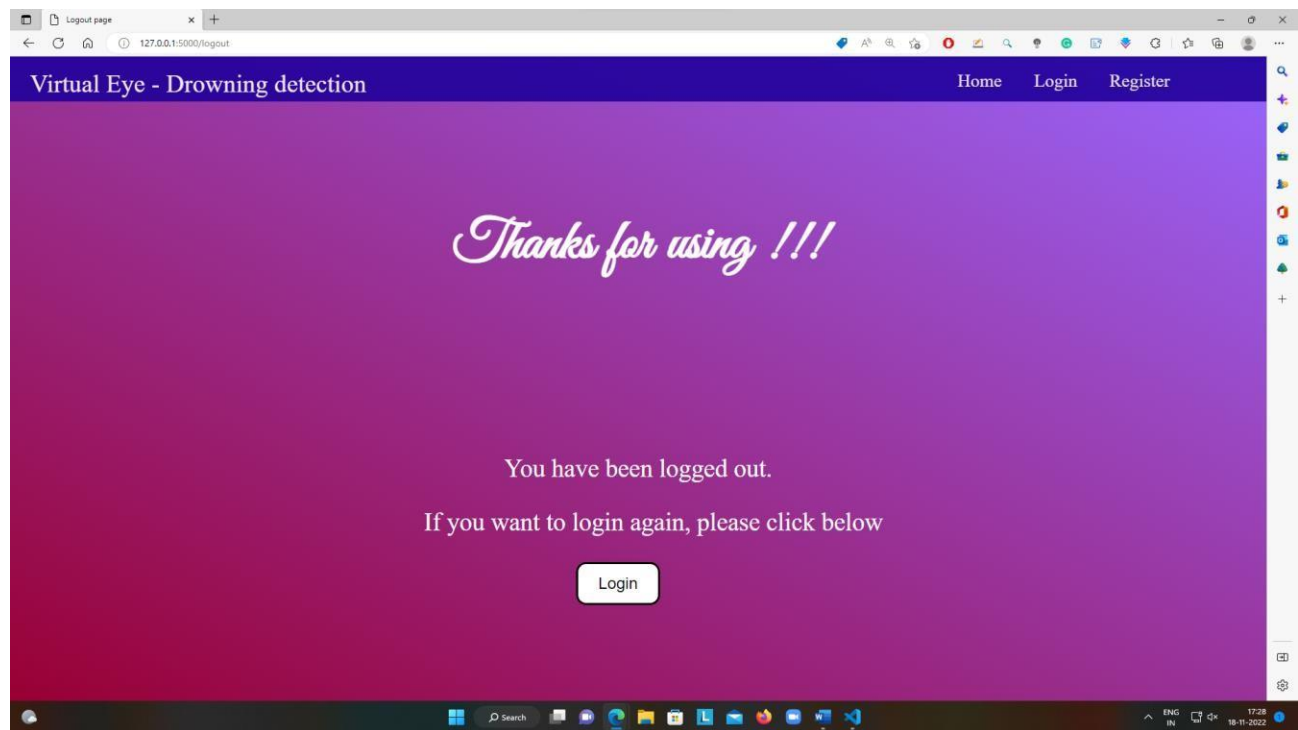 Logout page
127.0.0.1:5000/logout
Virtual Eye - Drowning detection
Home Login Register
Thanks for using !!!
You have been logged out.
If you want to login again, please click below
Login
Search
ENG
IN
17:28
18-11-2022